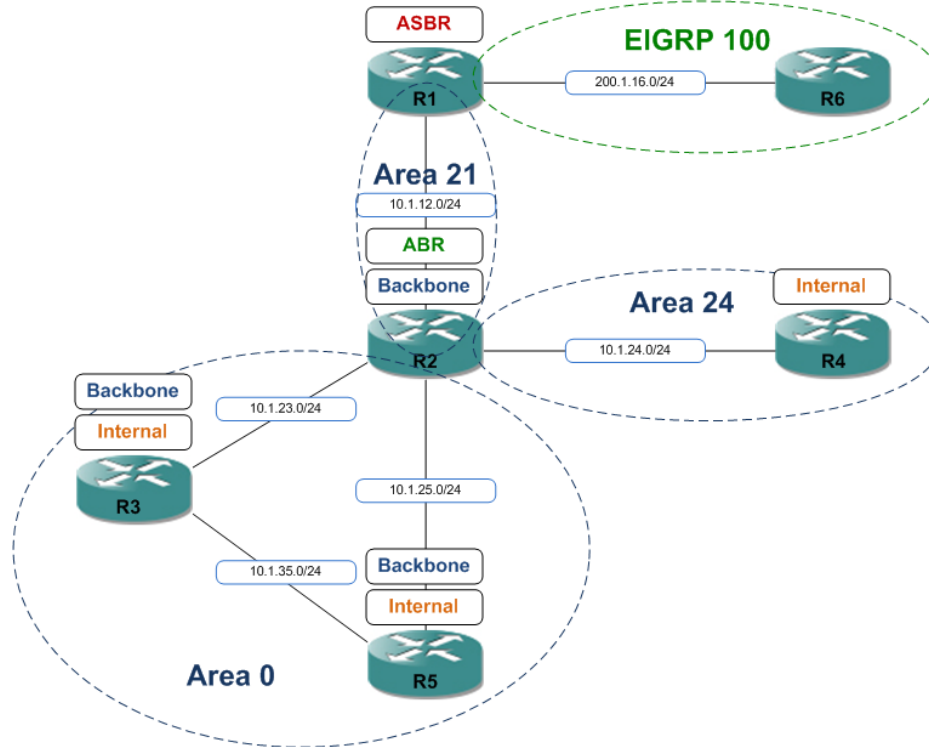 ASBR
EIGRP 100
R1
200.1.16.0/24
R6
Area 21
10.1.12.0/24
ABR
Backbone
Internal
Area 24
R2
10.1.24.0/24
R4
Backbone
10.1.23.0/24
Internal
R3
10.1.25.0/24
10.1.35.0/24
Backbone
Internal
Area 0
R5